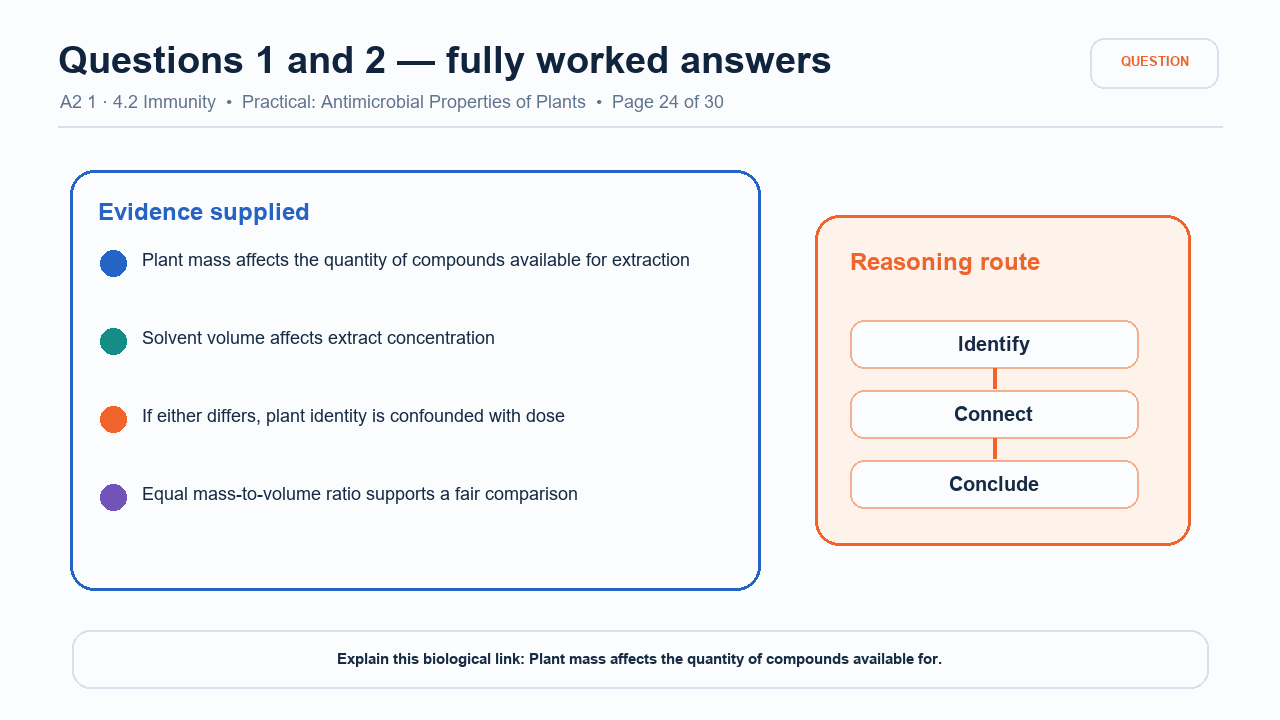 Questions 1 and 2 — fully worked answers
QUESTION
A2 1 · 4.2 Immunity • Practical: Antimicrobial Properties of Plants • Page 24 of 30
Evidence supplied
Plant mass affects the quantity of compounds available for extraction
Solvent volume affects extract concentration
If either differs, plant identity is confounded with dose
Equal mass-to-volume ratio supports a fair comparison
Reasoning route
Identify
Connect
Conclude
Explain this biological link: Plant mass affects the quantity of compounds available for.